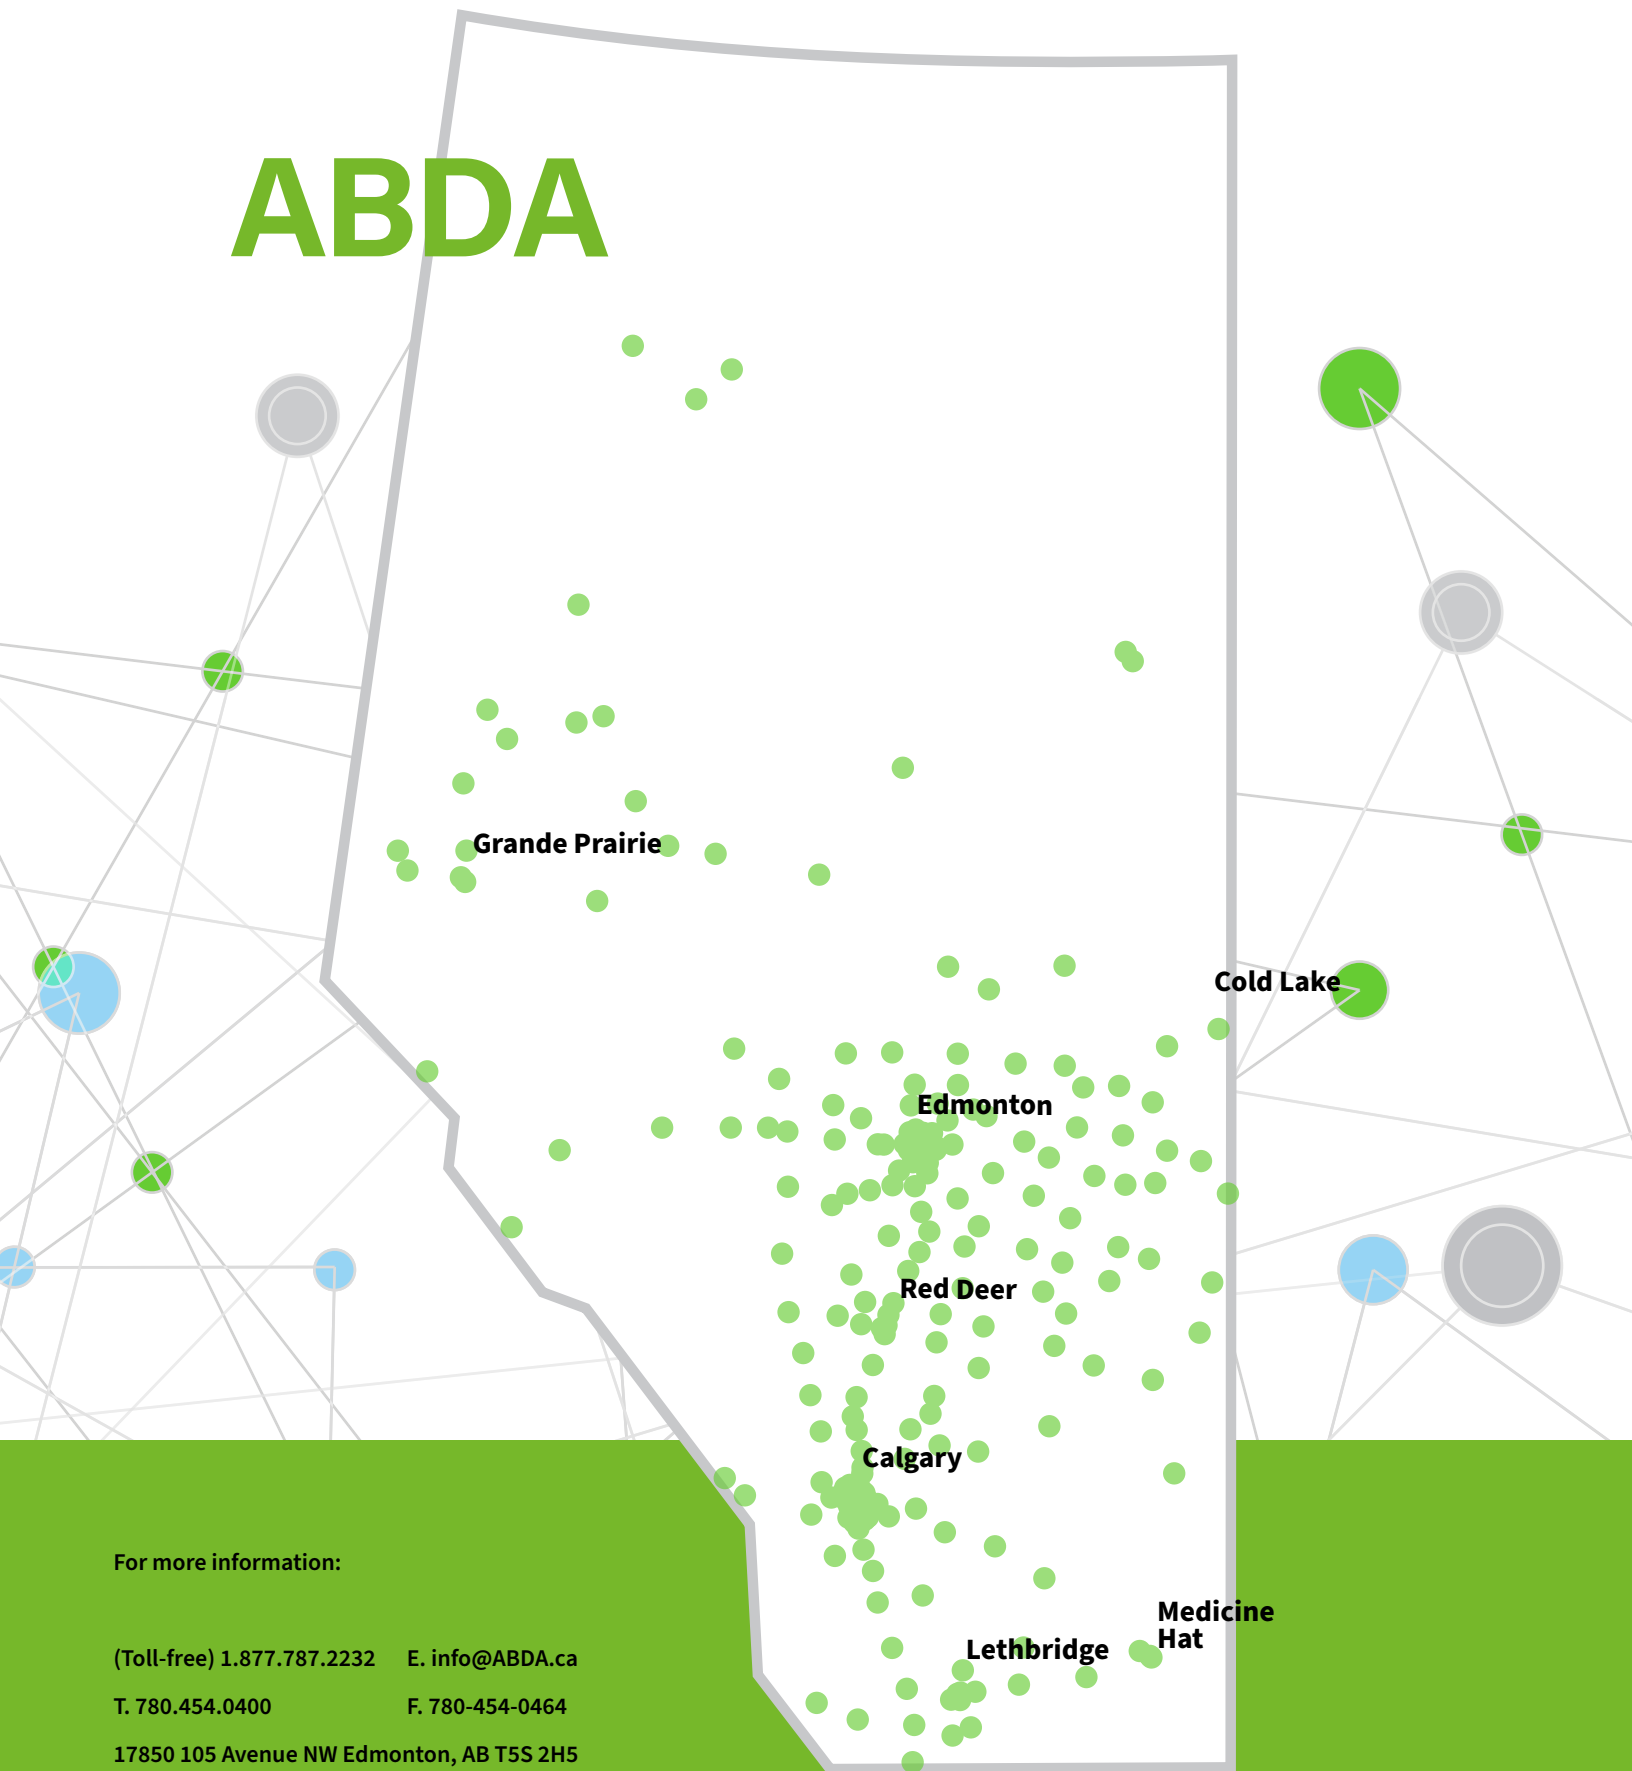 ABDA
Grande Prairie
Cold Lake
Edmonton
Red Deer
Calgary
Medicine
Hat
Lethbridge
For more information:
(Toll-free) 1.877.787.2232 E. info@ABDA.ca
T. 780.454.0400 F. 780-454-0464
17850 105 Avenue NW Edmonton, AB T5S 2H5